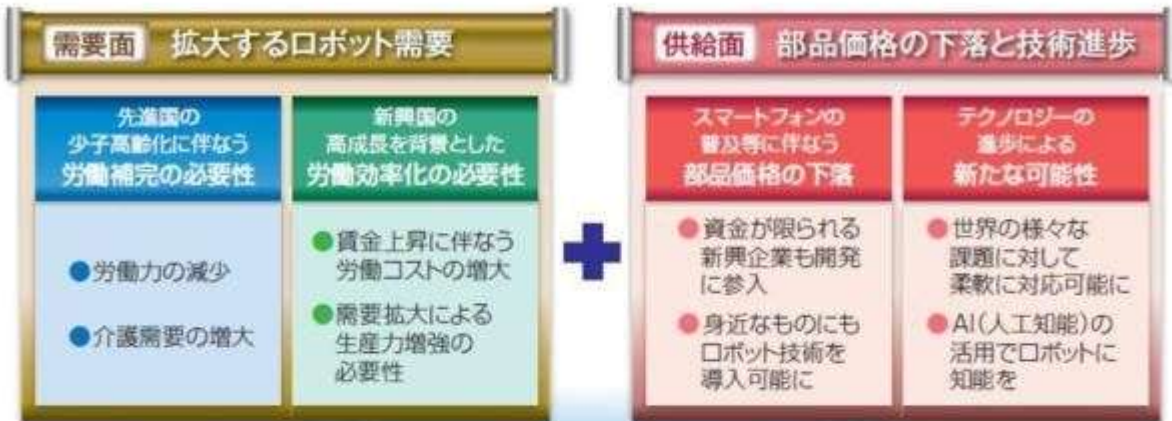 需要面 拡大するロボット需要
先進国の
少子高齢化に伴なう
労働補完の必要性
●労働力の減少
●介護需要の増大
新興国の
高成長を背景とした
労働効率化の必要性
●賃金上昇に伴なう
労働コストの増大
●需要拡大による
生産力増強の
必要性
供給面 部品価格の下落と技術進歩
スマートフォンの
普及等に伴なう
部品価格の下落
●資金が限られる
新興企業も開発
に参入
●身近なものにも
ロボット技術を
導入可能に
テクノロジーの
進歩による
新たな可能性
●世界の様々な
課題に対して
柔軟に対応可能に
●AI(人工知能)の
活用でロボットに
知能を